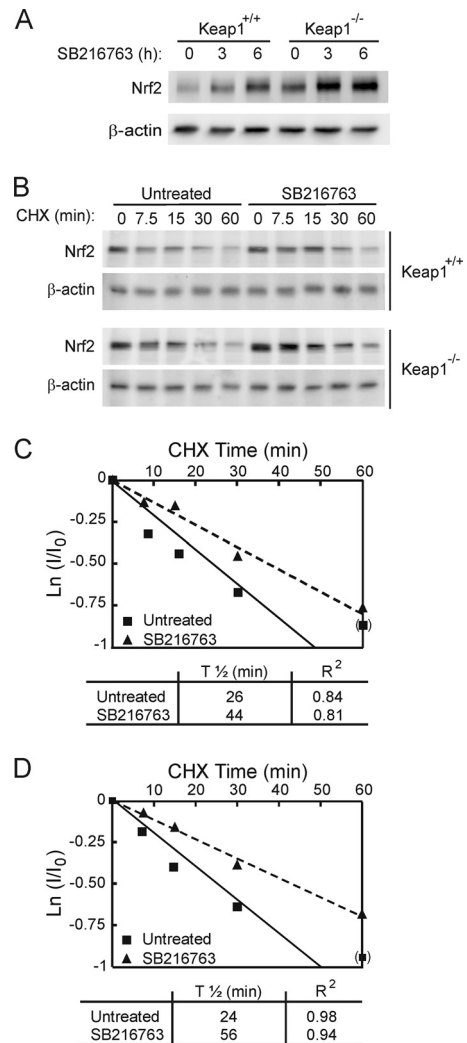 A
Keap1+/+ Keap1-/-
SB216763 (h): 0 3 6 0 3 6
Nrf2
β-actin
B
Untreated SB216763
CHX (min): 0 7.5 15 30 60 0 7.5 15 30 60
Nrf2
β-actin
Keap1+/+
Nrf2
β-actin
Keap1-/-
C
CHX Time (min)
10 20 30 40 50 60
0
-0.25
-0.50
-0.75
-1
Ln (I/I0)
Untreated
SB216763
( )
T ½ (min) R2
Untreated 26 0.84
SB216763 44 0.81
D
CHX Time (min)
10 20 30 40 50 60
0
-0.25
-0.50
-0.75
-1
Ln (I/I0)
Untreated
SB216763
( )
T ½ (min) R2
Untreated 24 0.98
SB216763 56 0.94